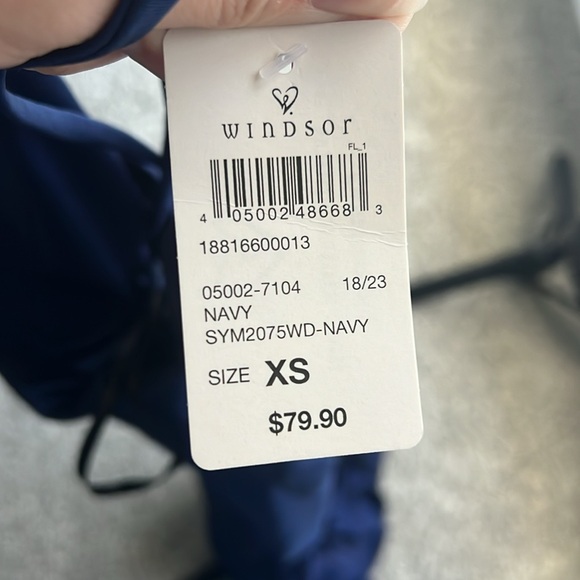 WINDSOR
FL_1
4 05002 48668 3
18816600013
05002-7104 18/23
NAVY
SYM2075WD-NAVY
SIZE XS
$79.90